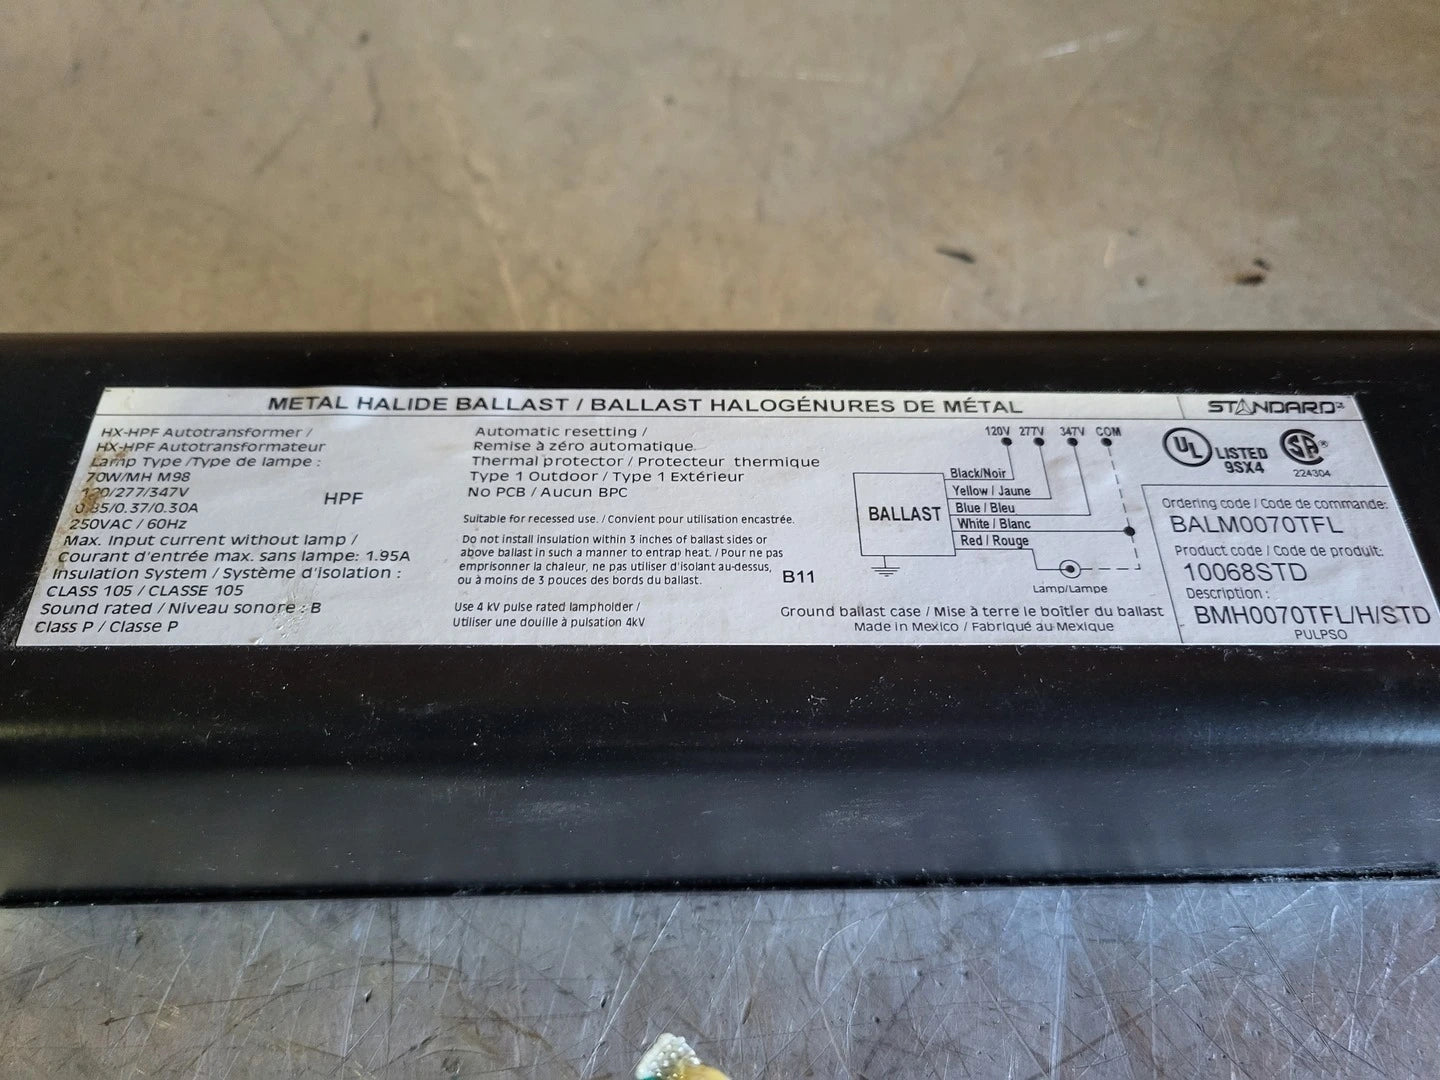 METAL HALIDE BALLAST / BALLAST HALOGÉNURES DE MÉTAL
STANDARD
HX-HPF Autotransformer /
HX-HPF Autotransformateur
Lamp Type /Type de lampe :
70W/MH M98
120/277/347V
0.85/0.37/0.30A
HPF
250VAC / 60Hz
Max. Input current without lamp /
Courant d'entrée max. sans lampe: 1.95A
Insulation System / Système d'isolation :
CLASS 105 / CLASSE 105
Sound rated / Niveau sonore : B
Class P / Classe P
Automatic resetting /
Remise à zéro automatique
Thermal protector / Protecteur thermique
Type 1 Outdoor / Type 1 Extérieur
No PCB / Aucun BPC
Suitable for recessed use. / Convient pour utilisation encastrée.
Do not install insulation within 3 inches of ballast sides or
above ballast in such a manner to entrap heat. / Pour ne pas
emprisonner la chaleur, ne pas utiliser d'isolant au-dessus,
ou à moins de 3 pouces des bords du ballast.
B11
Use 4 kV pulse rated lampholder /
Utiliser une douille à pulsation 4kV
120V 277V 347V COM
BALLAST
Black/Noir
Yellow / Jaune
Blue / Bleu
White / Blanc
Red / Rouge
Lamp/Lampe
Ground ballast case / Mise à terre le boîtier du ballast
Made in Mexico / Fabriqué au Mexique
UL LISTED
9SX4
SA
224304
Ordering code / Code de commande:
BALM0070TFL
Product code / Code de produit:
10068STD
Description :
BMH0070TFL/H/STD
PULPSO